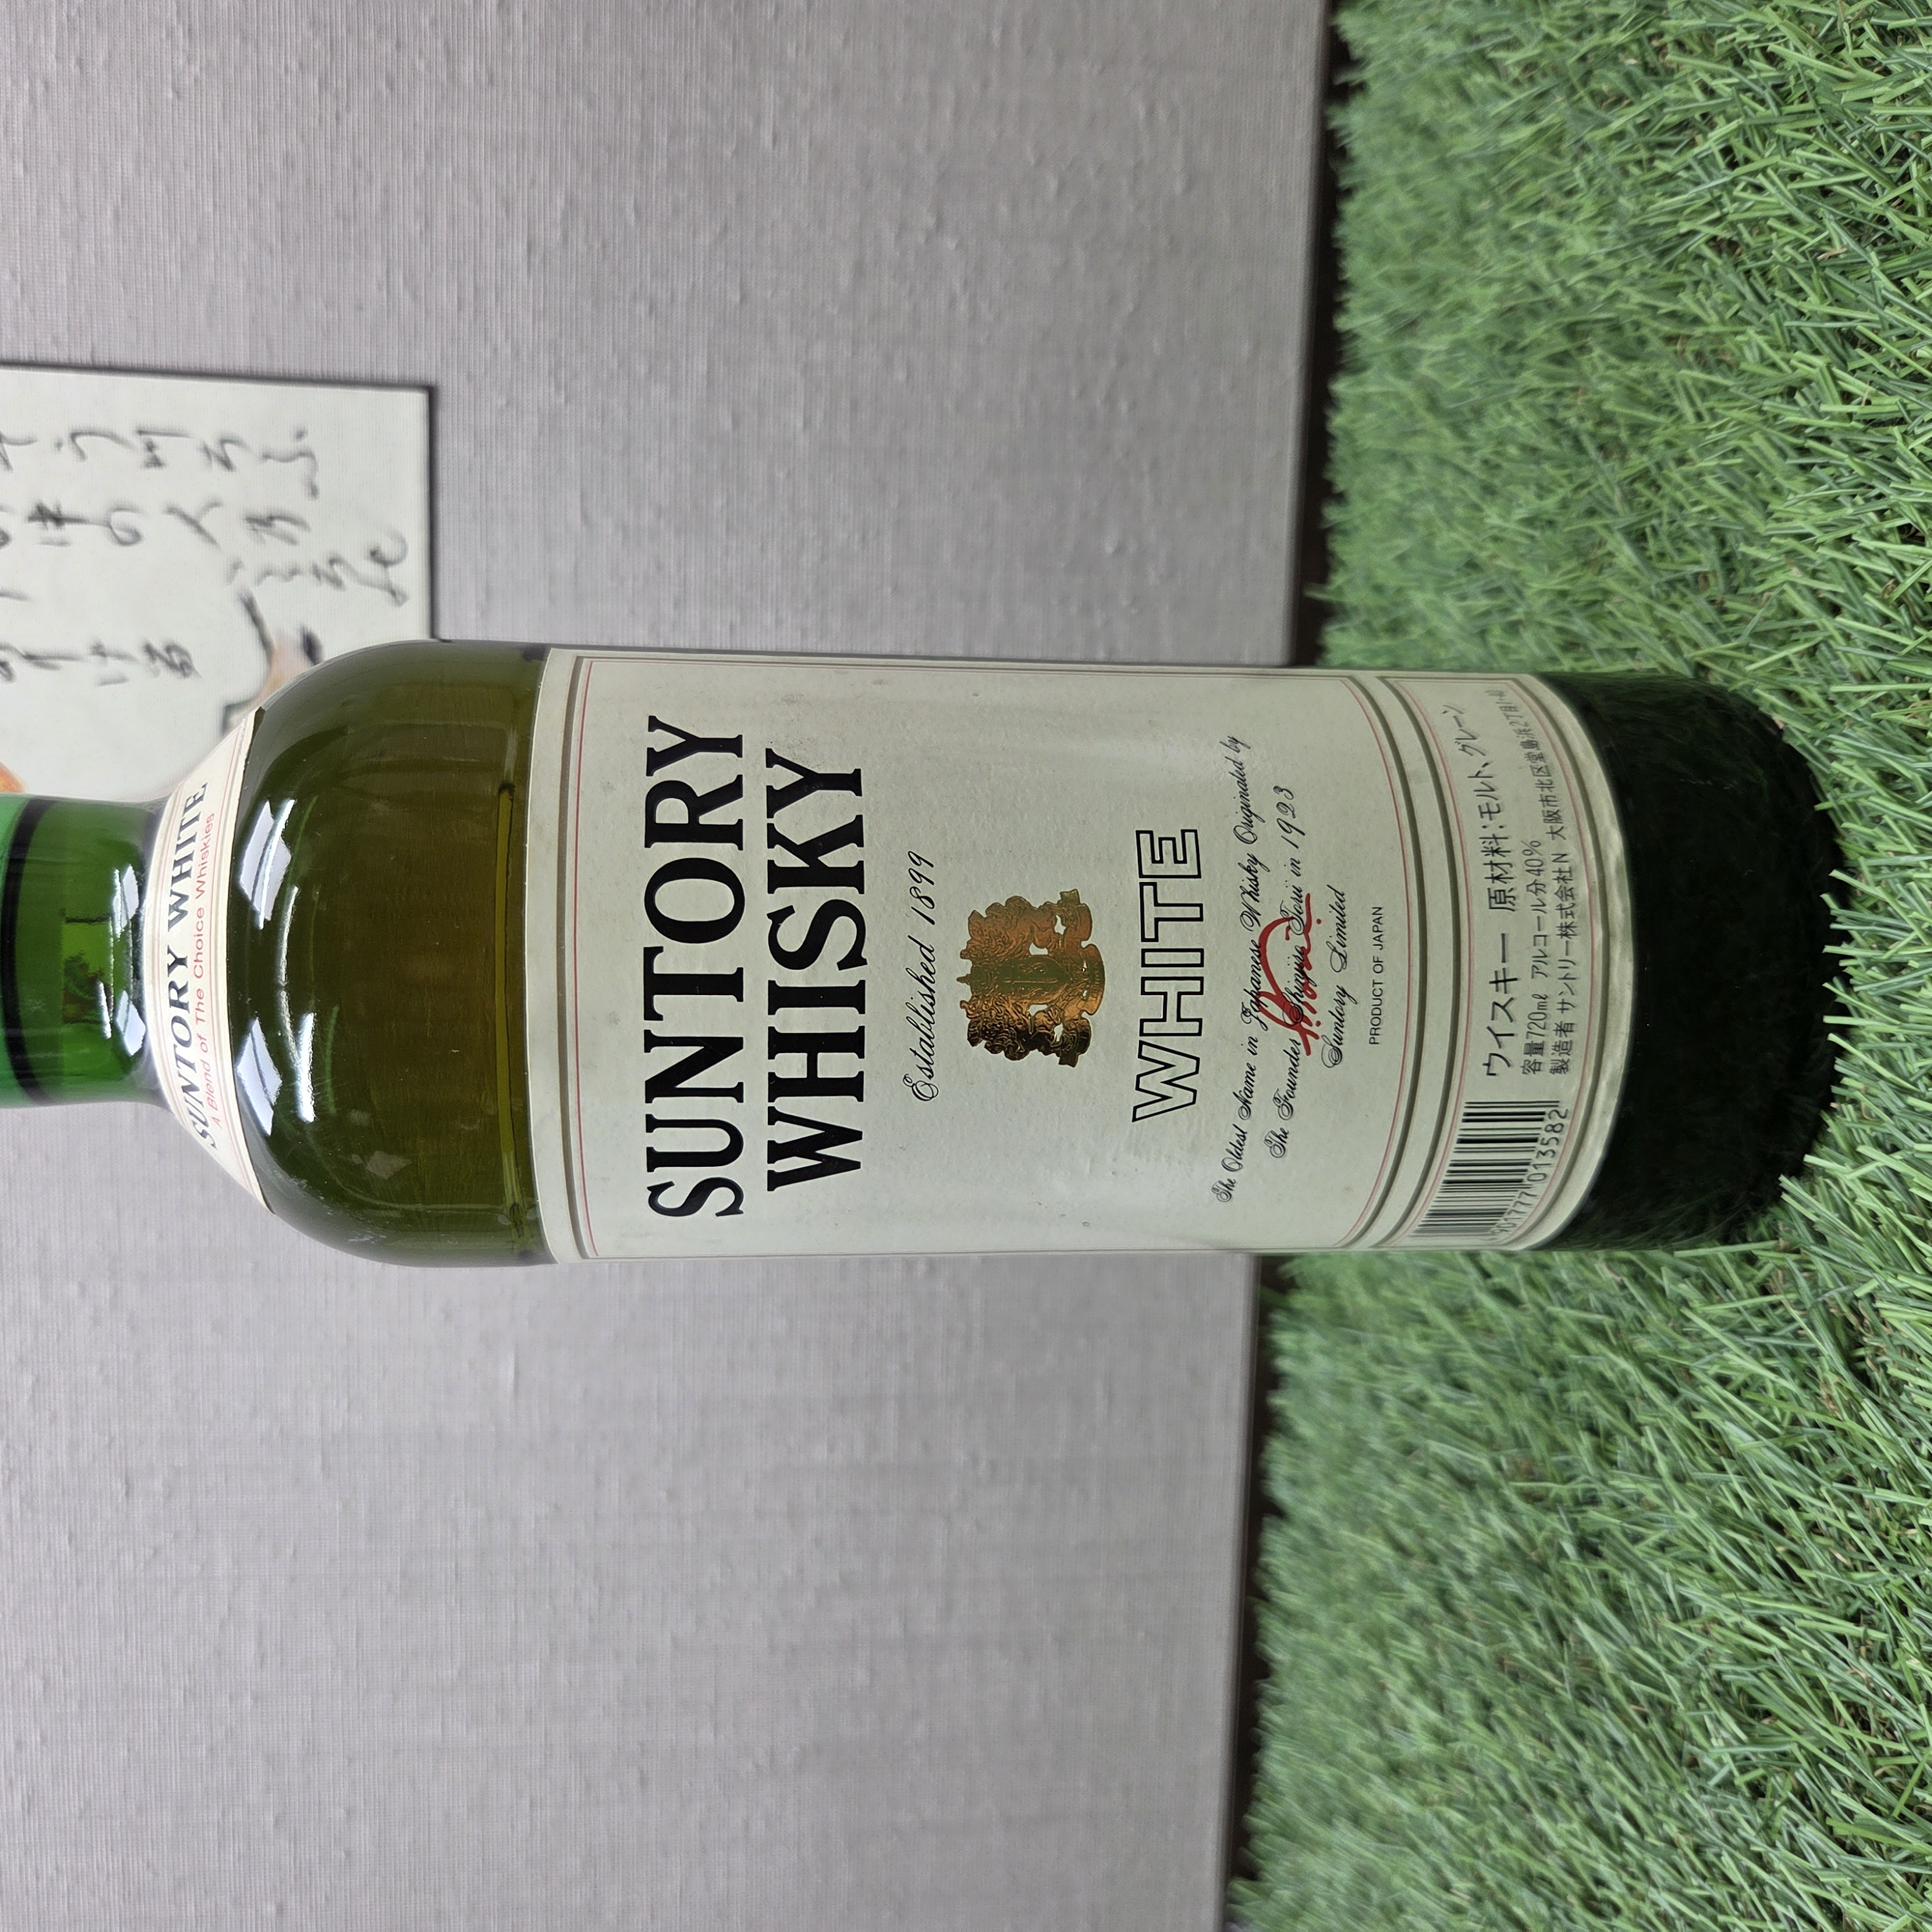 SUNTORY WHITE
A Blend of The Choice Whiskies
SUNTORY
WHISKY
Established 1899
WHITE
The Oldest Name in Japanese Whisky Originated by
The Founder Shinjiro Torii in 1923
Suntory Limited
PRODUCT OF JAPAN
ウイスキー 原材料:モルト、グレーン
容量720ml アルコール分40%
製造者 サントリー株式会社N 大阪市北区堂島浜2丁目1-40
4901777013582